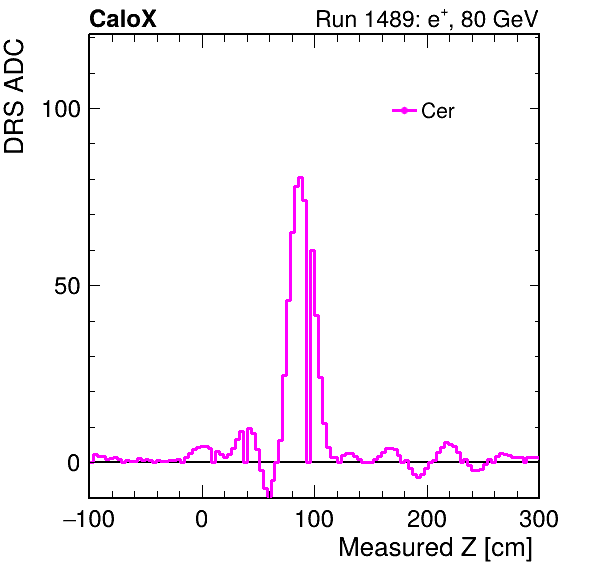 CaloX Run 1489: e⁺, 80 GeV
DRS ADC
Cer
100
50
0
−100 0 100 200 300
Measured Z [cm]